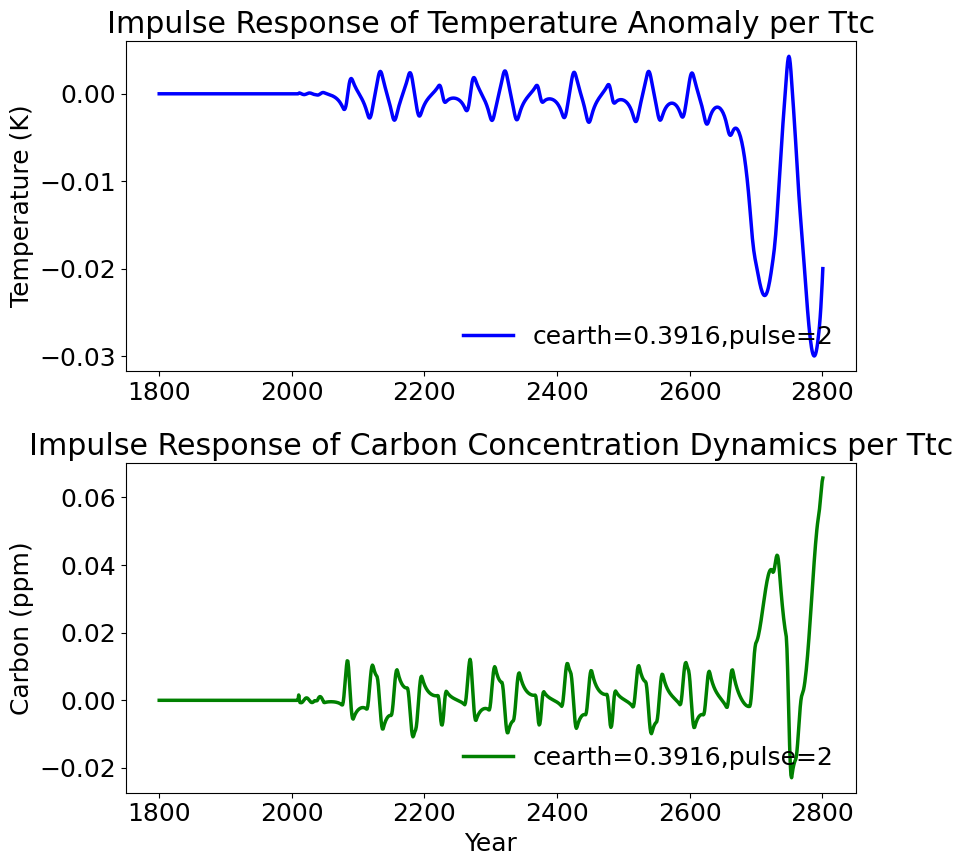 Impulse Response of Temperature Anomaly per Ttc
Temperature (K)
0.00
−0.01
−0.02
−0.03
cearth=0.3916,pulse=2
1800 2000 2200 2400 2600 2800
Impulse Response of Carbon Concentration Dynamics per Ttc
Carbon (ppm)
0.06
0.04
0.02
0.00
−0.02
cearth=0.3916,pulse=2
1800 2000 2200 2400 2600 2800
Year